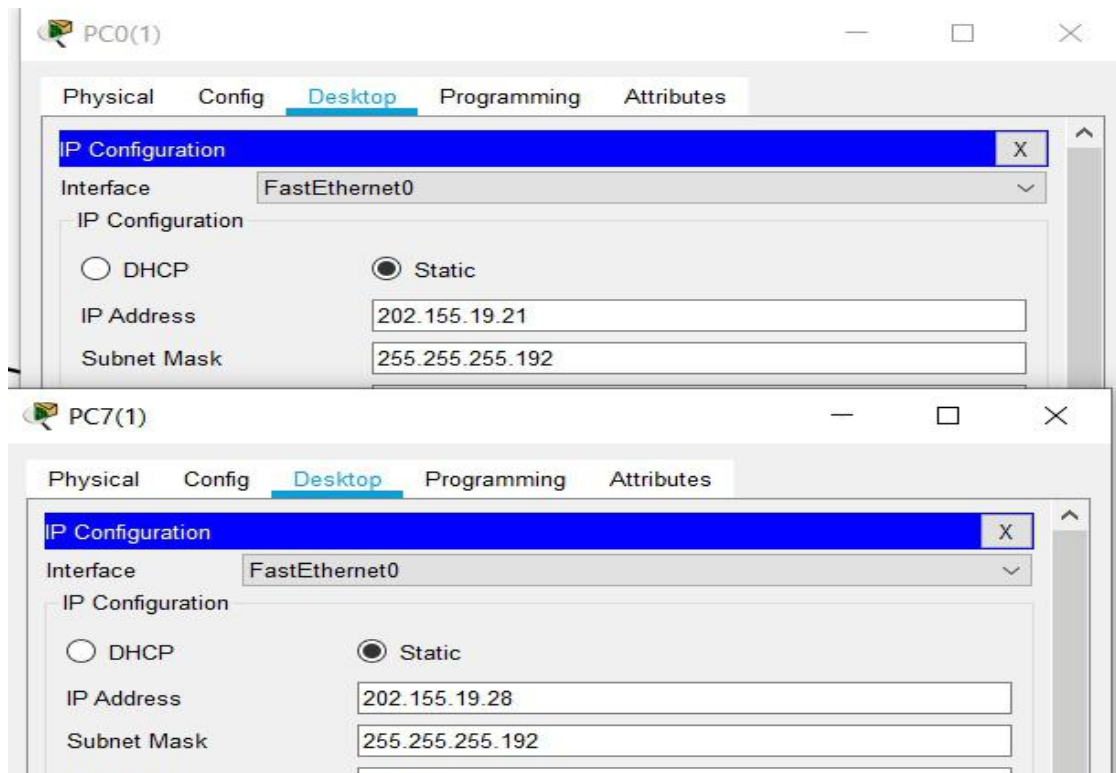 PC0(1)
Physical Config Desktop Programming Attributes
IP Configuration X
Interface FastEthernet0
IP Configuration
DHCP Static
IP Address 202.155.19.21
Subnet Mask 255.255.255.192
PC7(1)
Physical Config Desktop Programming Attributes
IP Configuration X
Interface FastEthernet0
IP Configuration
DHCP Static
IP Address 202.155.19.28
Subnet Mask 255.255.255.192